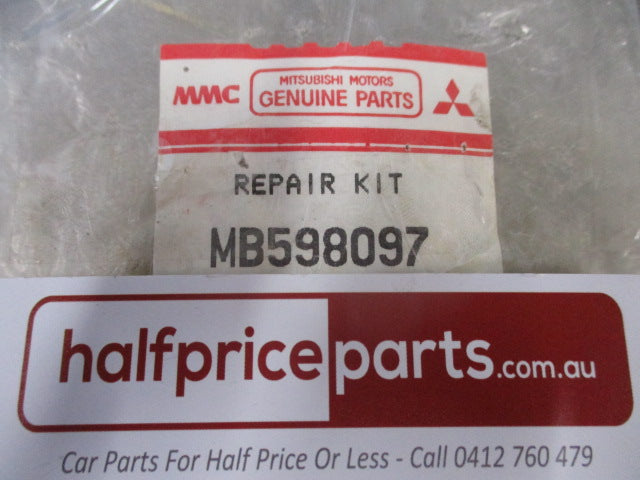 MMC
MITSUBISHI MOTORS
GENUINE PARTS
REPAIR KIT
MB598097
halfpriceparts.com.au
Car Parts For Half Price Or Less - Call 0412 760 479